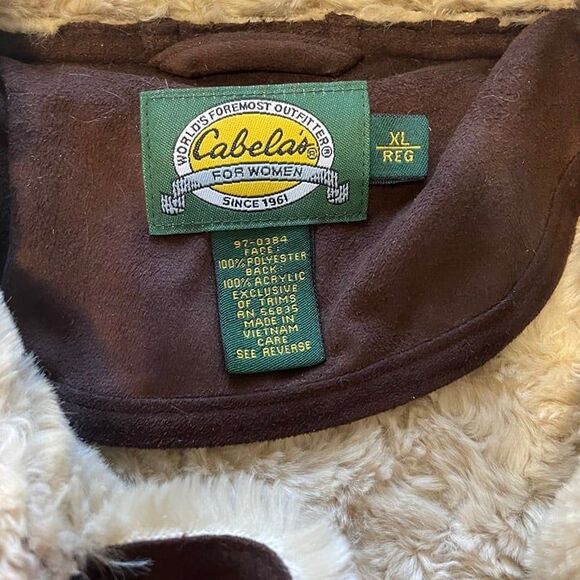 WORLD'S FOREMOST OUTFITTER®
Cabela's®
FOR WOMEN
SINCE 1961
XL
REG
97-0384
FACE:
100% POLYESTER
BACK:
100% ACRYLIC
EXCLUSIVE
OF TRIMS
RN 56835
MADE IN
VIETNAM
CARE
SEE REVERSE